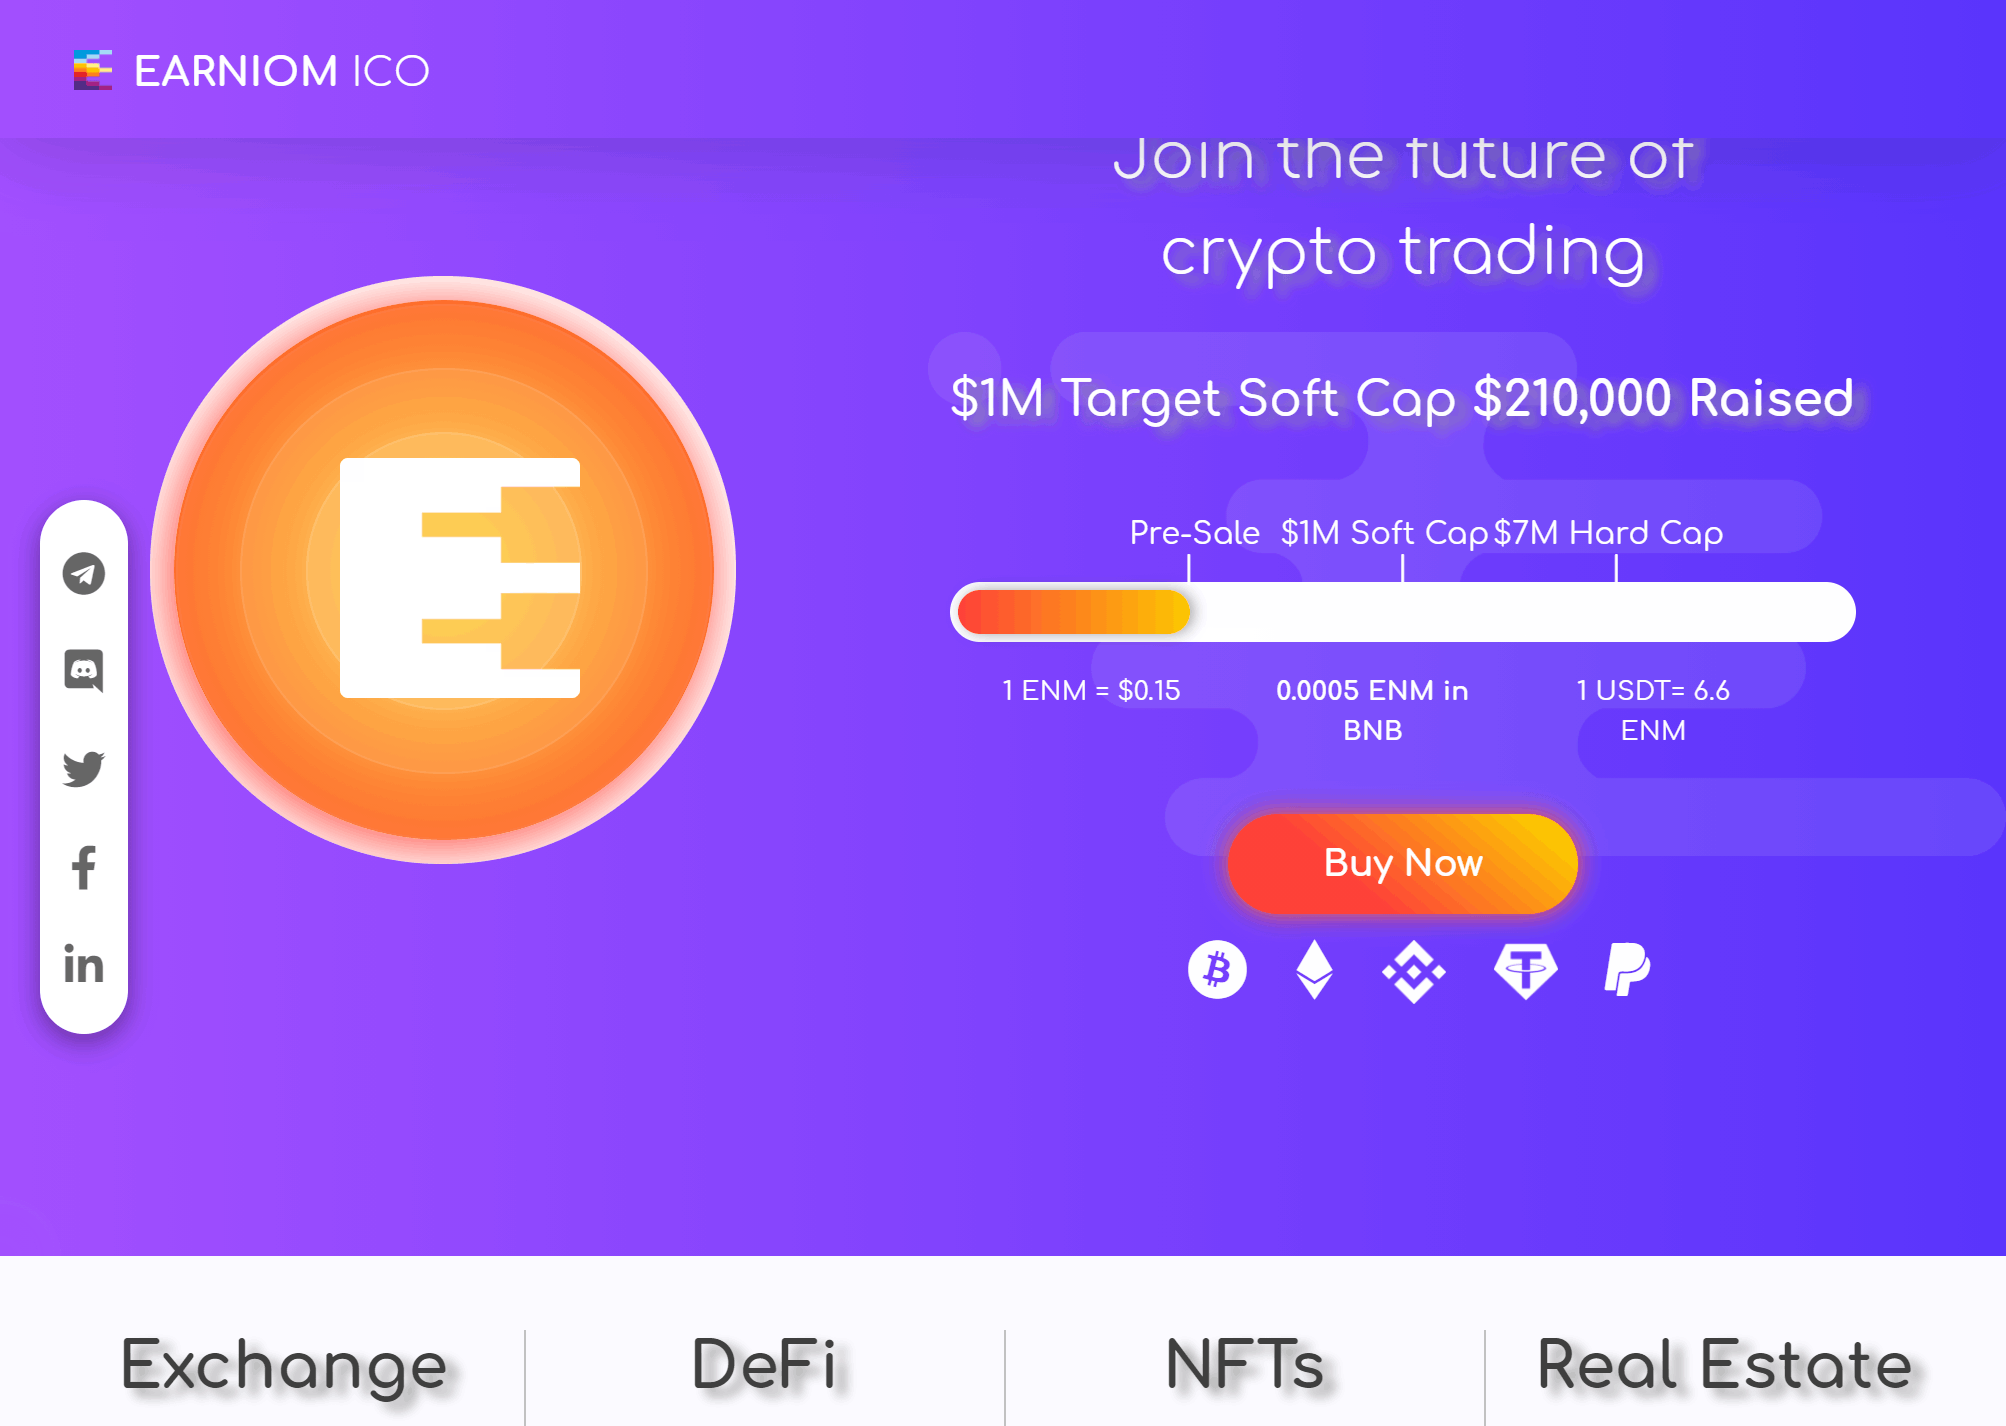 EARNIOM ICO
Join the future of
crypto trading
$1M Target Soft Cap $210,000 Raised
Pre-Sale $1M Soft Cap $7M Hard Cap
1 ENM = $0.15
0.0005 ENM in
BNB
1 USDT= 6.6
ENM
Buy Now
Exchange
DeFi
NFTs
Real Estate